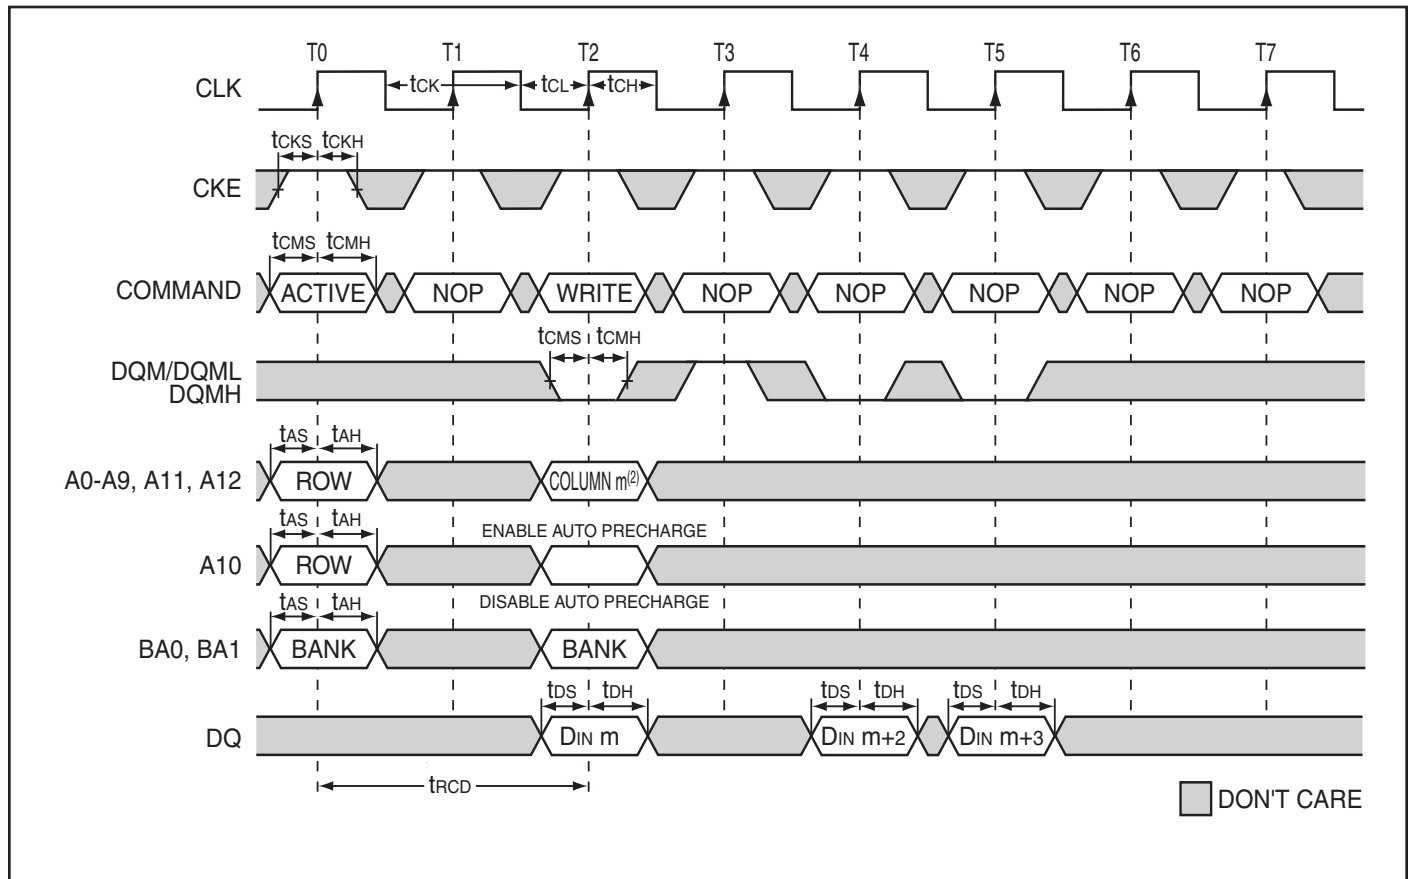 T0 T1 T2 T3 T4 T5 T6 T7
CLK tCK tCL tCH
tCKS tCKH
CKE
tCMS tCMH
COMMAND ACTIVE NOP WRITE NOP NOP NOP NOP NOP
tCMS tCMH
DQM/DQML
DQMH
tAS tAH
A0-A9, A11, A12 ROW COLUMN m(2)
tAS tAH ENABLE AUTO PRECHARGE
A10 ROW
tAS tAH DISABLE AUTO PRECHARGE
BA0, BA1 BANK BANK
tDS tDH tDS tDH tDS tDH
DQ DIN m DIN m+2 DIN m+3
tRCD
DON'T CARE